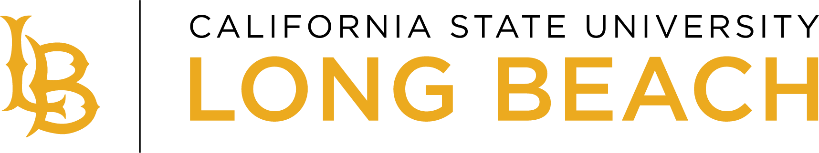 LB
CALIFORNIA STATE UNIVERSITY
LONG BEACH